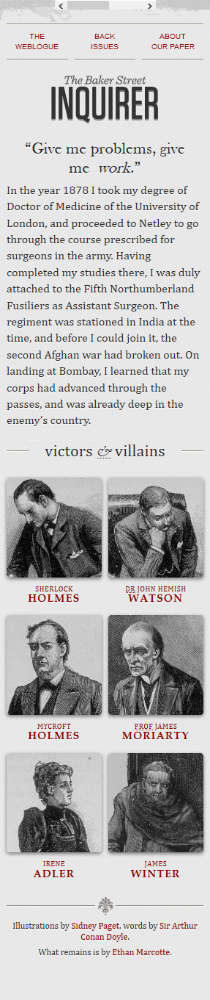 THE
WEBLOGUE
BACK
ISSUES
ABOUT
OUR PAPER
The Baker Street
INQUIRER
“Give me problems, give
me work.”
In the year 1878 I took my degree of
Doctor of Medicine of the University of
London, and proceeded to Netley to go
through the course prescribed for
surgeons in the army. Having
completed my studies there, I was duly
attached to the Fifth Northumberland
Fusiliers as Assistant Surgeon. The
regiment was stationed in India at the
time, and before I could join it, the
second Afghan war had broken out. On
landing at Bombay, I learned that my
corps had advanced through the
passes, and was already deep in the
enemy’s country.
victors & villains
SHERLOCK
HOLMES
DR JOHN HEMISH
WATSON
MYCROFT
HOLMES
PROF JAMES
MORIARTY
IRENE
ADLER
JAMES
WINTER
Illustrations by Sidney Paget, words by Sir Arthur
Conan Doyle.
What remains is by Ethan Marcotte.